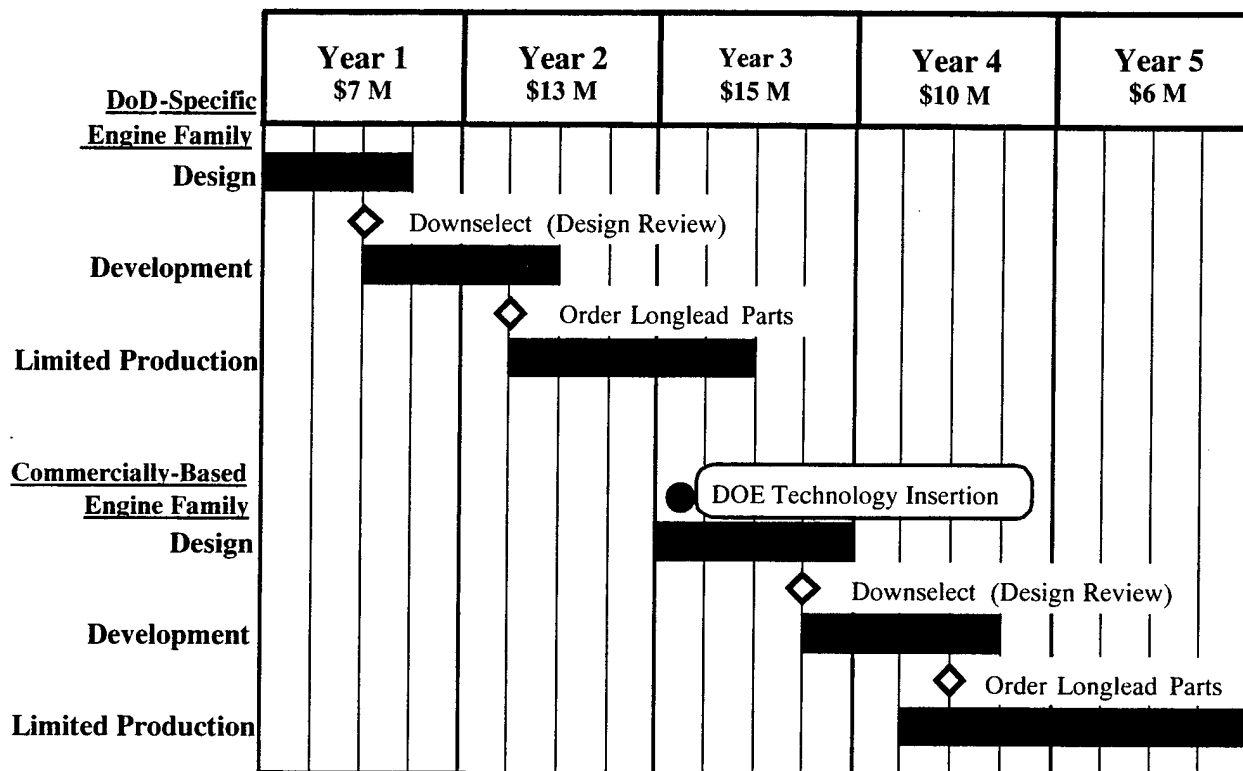 Year 1
$7 M
Year 2
$13 M
Year 3
$15 M
Year 4
$10 M
Year 5
$6 M
DoD-Specific
Engine Family
Design
Downselect (Design Review)
Development
Order Longlead Parts
Limited Production
Commercially-Based
Engine Family
DOE Technology Insertion
Design
Downselect (Design Review)
Development
Order Longlead Parts
Limited Production